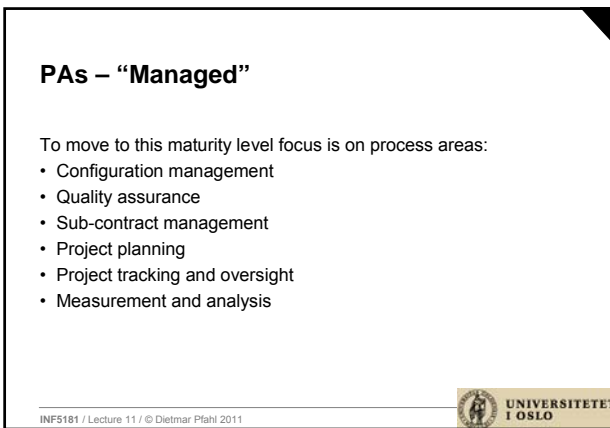 PAs – “Managed”
To move to this maturity level focus is on process areas:
• Configuration management
• Quality assurance
• Sub-contract management
• Project planning
• Project tracking and oversight
• Measurement and analysis
INF5181 / Lecture 11 / © Dietmar Pfahl 2011
UNIVERSITETET
I OSLO